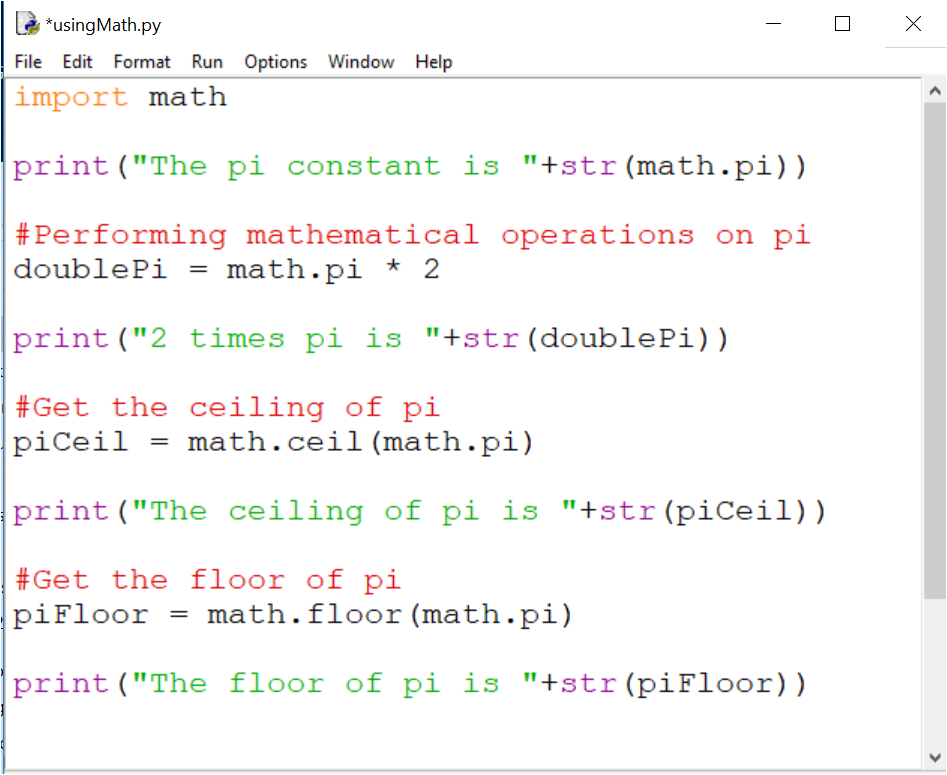 *usingMath.py
File Edit Format Run Options Window Help
import math
print("The pi constant is "+str(math.pi))
#Performing mathematical operations on pi
doublePi = math.pi * 2
print("2 times pi is "+str(doublePi))
#Get the ceiling of pi
piCeil = math.ceil(math.pi)
print("The ceiling of pi is "+str(piCeil))
#Get the floor of pi
piFloor = math.floor(math.pi)
print("The floor of pi is "+str(piFloor))